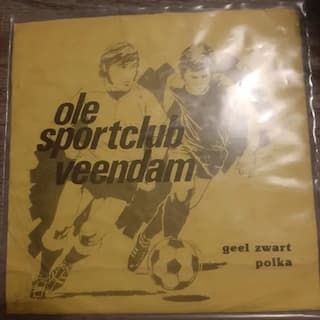 ole
sportclub
veendam
geel zwart
polka